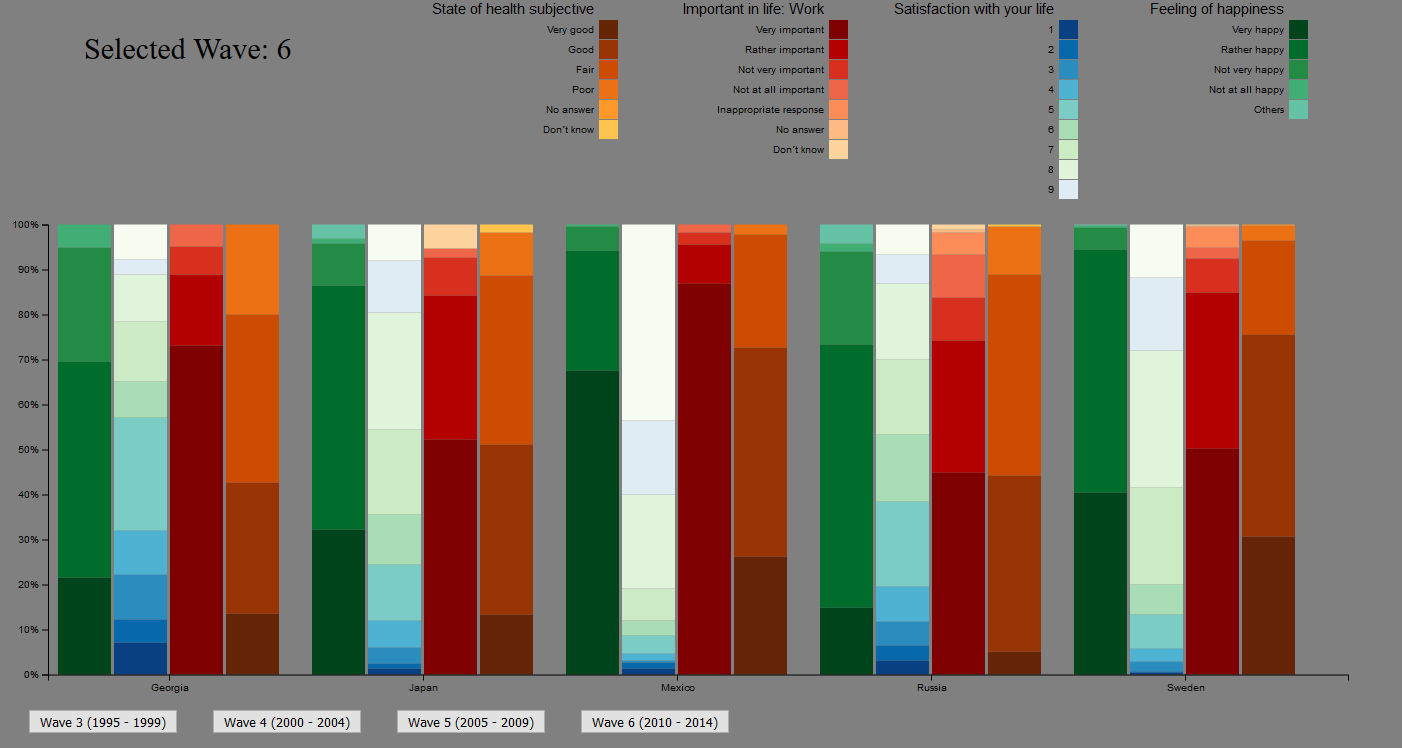 Selected Wave: 6
State of health subjective
Very good
Good
Fair
Poor
No answer
Don't know
Important in life: Work
Very important
Rather important
Not very important
Not at all important
Inappropriate response
No answer
Don't know
Satisfaction with your life
1
2
3
4
5
6
7
8
9
Feeling of happiness
Very happy
Rather happy
Not very happy
Not at all happy
Others
100%
90%
80%
70%
60%
50%
40%
30%
20%
10%
0%
Georgia Japan Mexico Russia Sweden
Wave 3 (1995 - 1999) Wave 4 (2000 - 2004) Wave 5 (2005 - 2009) Wave 6 (2010 - 2014)